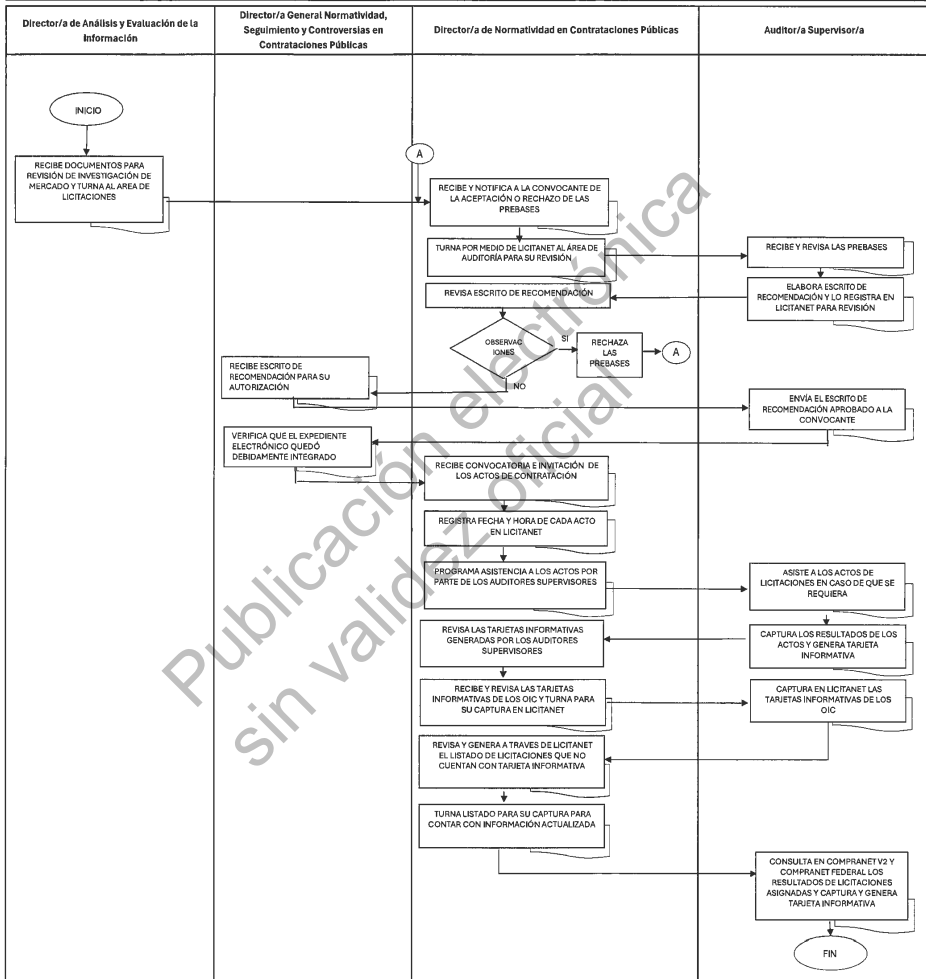 Director/a de Análisis y Evaluación de la
Información
Director/a General Normatividad,
Seguimiento y Controversias en
Contrataciones Públicas
Director/a de Normatividad en Contrataciones Públicas
Auditor/a Supervisor/a
INICIO
RECIBE DOCUMENTOS PARA
REVISIÓN DE INVESTIGACIÓN DE
MERCADO Y TURNA AL AREA DE
LICITACIONES
A
RECIBE Y NOTIFICA A LA CONVOCANTE DE
LA ACEPTACIÓN O RECHAZO DE LAS
PREBASES
TURNA POR MEDIO DE LICITANET AL ÁREA DE
AUDITORÍA PARA SU REVISIÓN
RECIBE Y REVISA LAS PREBASES
ELABORA ESCRITO DE
RECOMENDACIÓN Y LO REGISTRA EN
LICITANET PARA REVISIÓN
REVISA ESCRITO DE RECOMENDACIÓN
OBSERVAC
IONES
SI
RECHAZA
LAS
PREBASES
A
NO
RECIBE ESCRITO DE
RECOMENDACIÓN PARA SU
AUTORIZACIÓN
ENVÍA EL ESCRITO DE
RECOMENDACIÓN APROBADO A LA
CONVOCANTE
VERIFICA QUE EL EXPEDIENTE
ELECTRÓNICO QUEDÓ
DEBIDAMENTE INTEGRADO
RECIBE CONVOCATORIA E INVITACIÓN DE
LOS ACTOS DE CONTRATACIÓN
REGISTRA FECHA Y HORA DE CADA ACTO
EN LICITANET
PROGRAMA ASISTENCIA A LOS ACTOS POR
PARTE DE LOS AUDITORES SUPERVISORES
ASISTE A LOS ACTOS DE
LICITACIONES EN CASO DE QUE SE
REQUIERA
CAPTURA LOS RESULTADOS DE LOS
ACTOS Y GENERA TARJETA
INFORMATIVA
REVISA LAS TARJETAS INFORMATIVAS
GENERADAS POR LOS AUDITORES
SUPERVISORES
RECIBE Y REVISA LAS TARJETAS
INFORMATIVAS DE LOS OIC Y TURNA PARA
SU CAPTURA EN LICITANET
CAPTURA EN LICITANET LAS
TARJETAS INFORMATIVAS DE LOS
OIC
REVISA Y GENERA A TRAVES DE LICITANET
EL LISTADO DE LICITACIONES QUE NO
CUENTAN CON TARJETA INFORMATIVA
TURNA LISTADO PARA SU CAPTURA PARA
CONTAR CON INFORMACIÓN ACTUALIZADA
CONSULTA EN COMPRANET V2 Y
COMPRANET FEDERAL LOS
RESULTADOS DE LICITACIONES
ASIGNADAS Y CAPTURA Y GENERA
TARJETA INFORMATIVA
FIN
Publicación electrónica
sin validez oficial